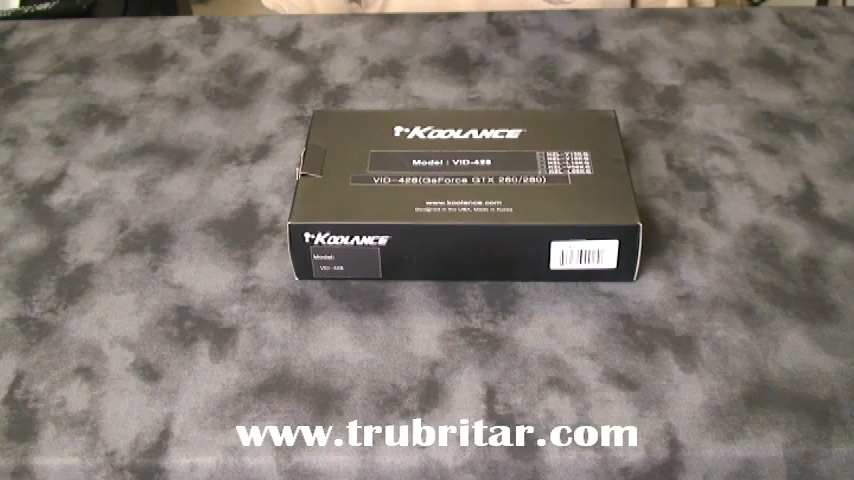 KOOLANCE
Model : VID-428
VID-428(GeForce GTX 260/280)
www.koolance.com
Designed in the USA, Made in Korea
KOOLANCE
Model:
VID-428
www.trubritar.com